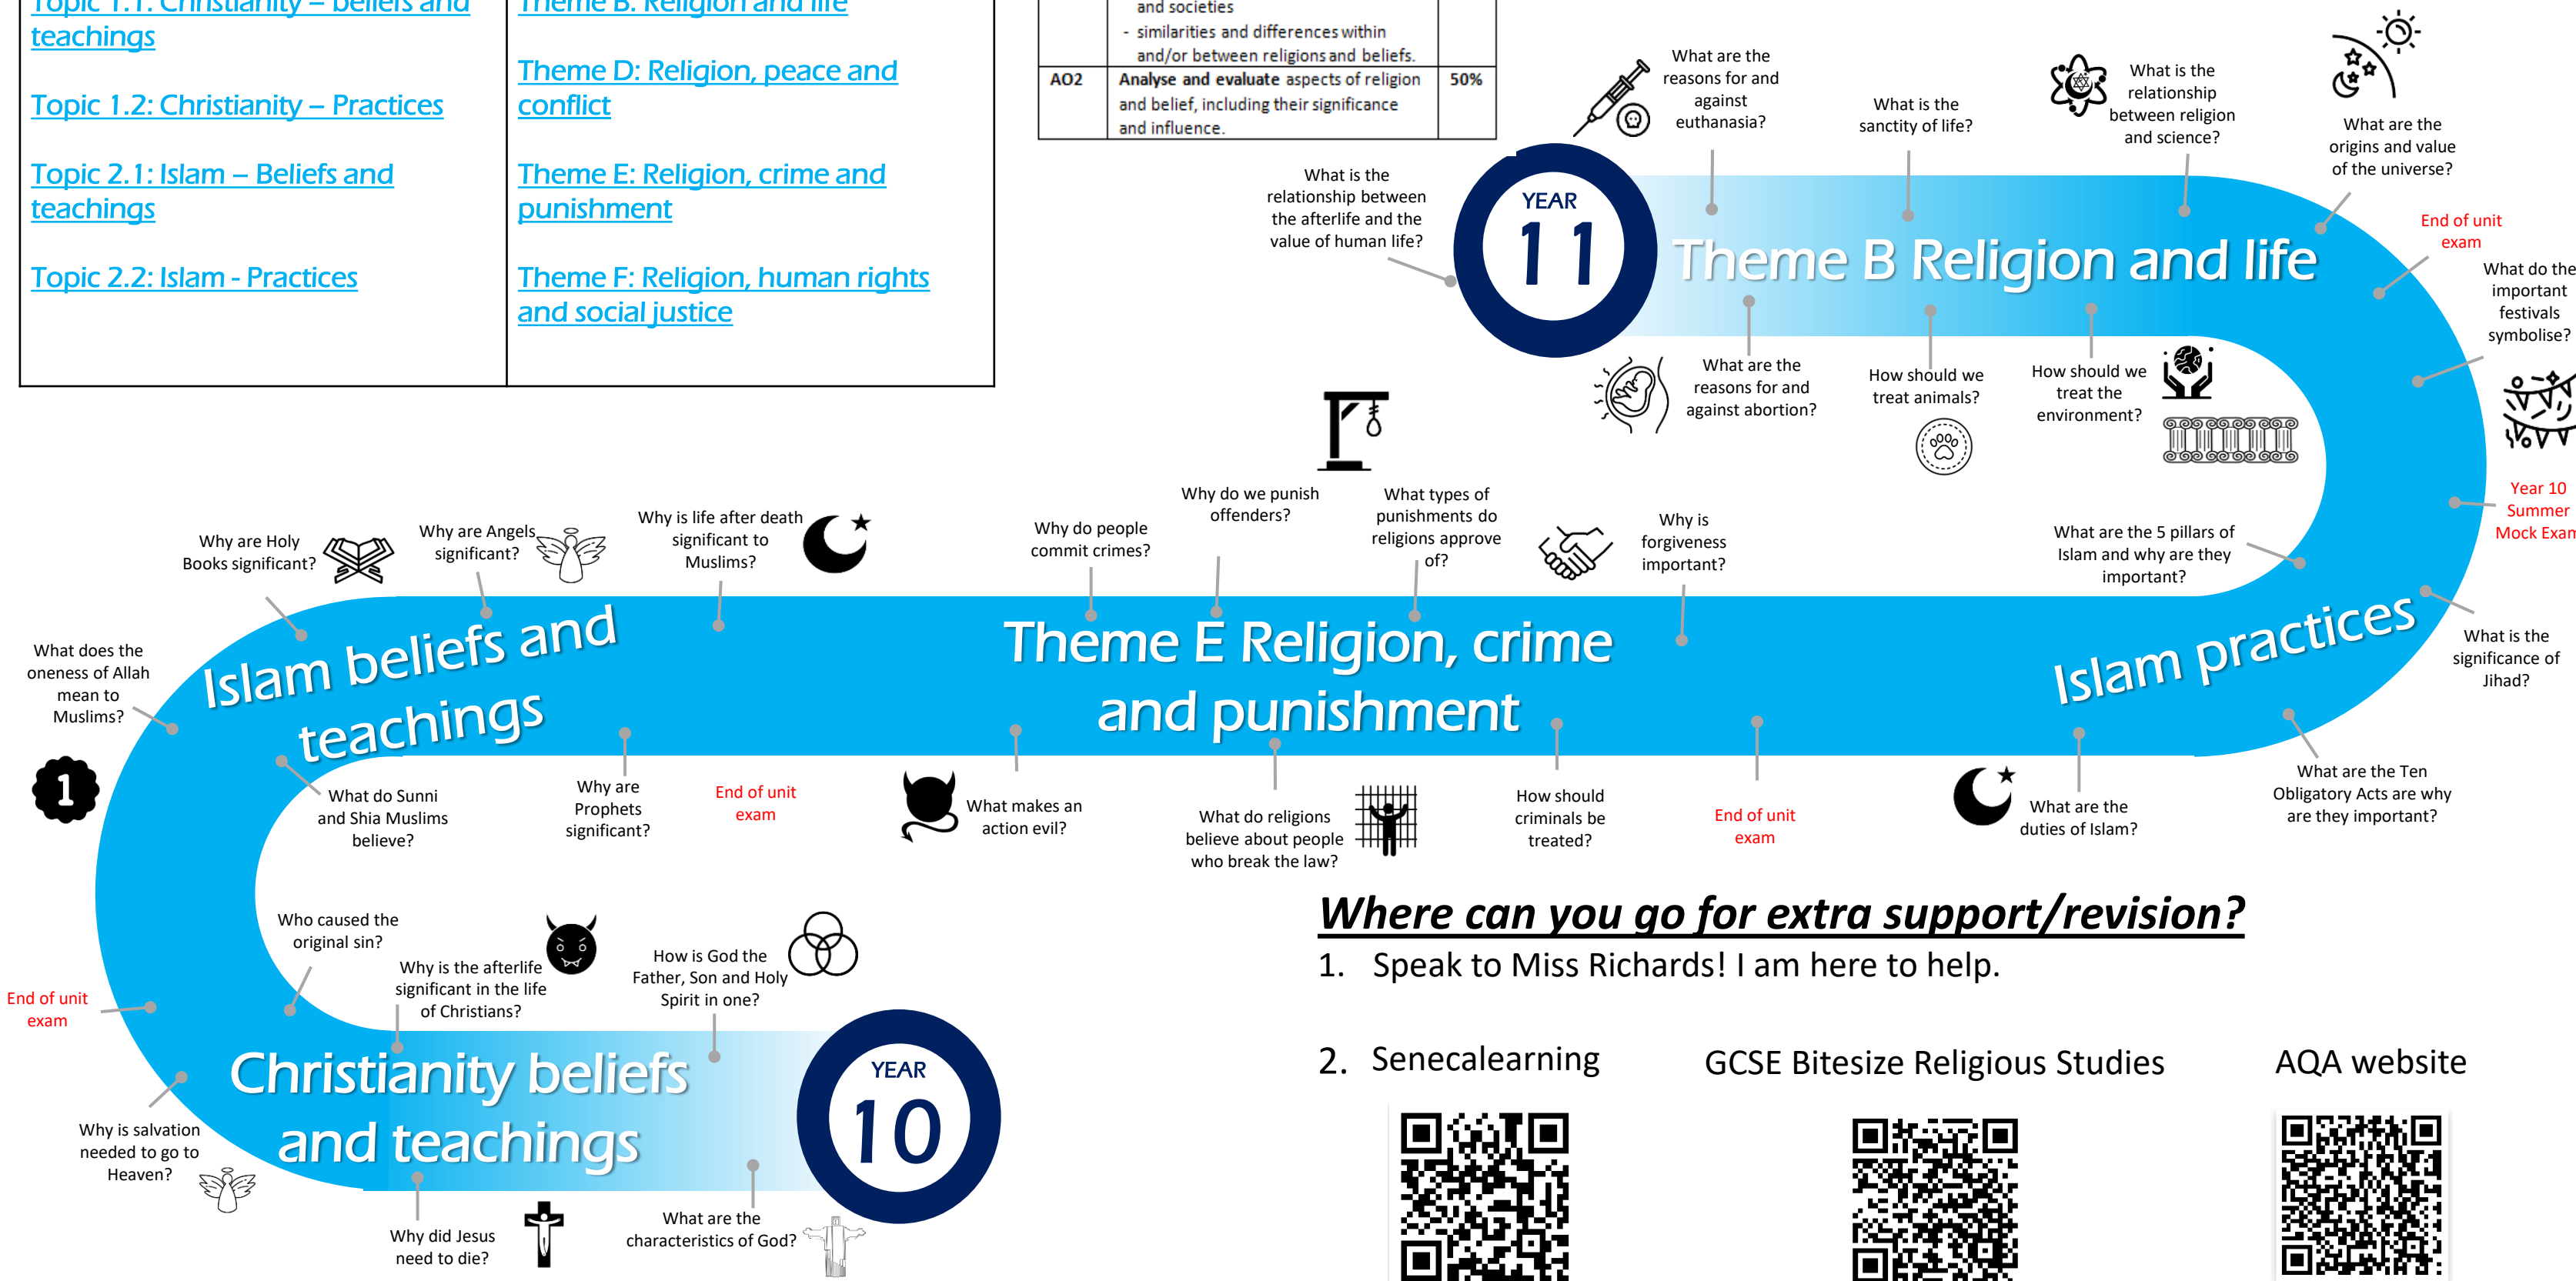 Topic 1.1: Christianity – beliefs and
teachings
Topic 1.2: Christianity – Practices
Topic 2.1: Islam – Beliefs and
teachings
Topic 2.2: Islam - Practices
Theme B: Religion and life
Theme D: Religion, peace and
conflict
Theme E: Religion, crime and
punishment
Theme F: Religion, human rights
and social justice
and societies
- similarities and differences within
and/or between religions and beliefs.
AO2 Analyse and evaluate aspects of religion 50%
and belief, including their significance
and influence.
What is the
relationship between
the afterlife and the
value of human life?
YEAR
11
What are the
reasons for and
against
euthanasia?
What is the
sanctity of life?
What is the
relationship
between religion
and science?
What are the
origins and value
of the universe?
Theme B Religion and life
End of unit
exam
What do the
important
festivals
symbolise?
What are the
reasons for and
against abortion?
How should we
treat animals?
How should we
treat the
environment?
Year 10
Summer
Mock Exam
What are the 5 pillars of
Islam and why are they
important?
What is the
significance of
Jihad?
Islam practices
What are the Ten
Obligatory Acts are why
are they important?
What are the
duties of Islam?
Why do people
commit crimes?
Why do we punish
offenders?
What types of
punishments do
religions approve
of?
Why is
forgiveness
important?
Theme E Religion, crime
and punishment
What makes an
action evil?
What do religions
believe about people
who break the law?
How should
criminals be
treated?
End of unit
exam
Why are Holy
Books significant?
Why are Angels
significant?
Why is life after death
significant to
Muslims?
What does the
oneness of Allah
mean to
Muslims?
Islam beliefs and
teachings
1
What do Sunni
and Shia Muslims
believe?
Why are
Prophets
significant?
End of unit
exam
Who caused the
original sin?
Why is the afterlife
significant in the life
of Christians?
How is God the
Father, Son and Holy
Spirit in one?
End of unit
exam
Christianity beliefs
and teachings
YEAR
10
Why is salvation
needed to go to
Heaven?
Why did Jesus
need to die?
What are the
characteristics of God?
Where can you go for extra support/revision?
1. Speak to Miss Richards! I am here to help.
2. Senecalearning
GCSE Bitesize Religious Studies
AQA website